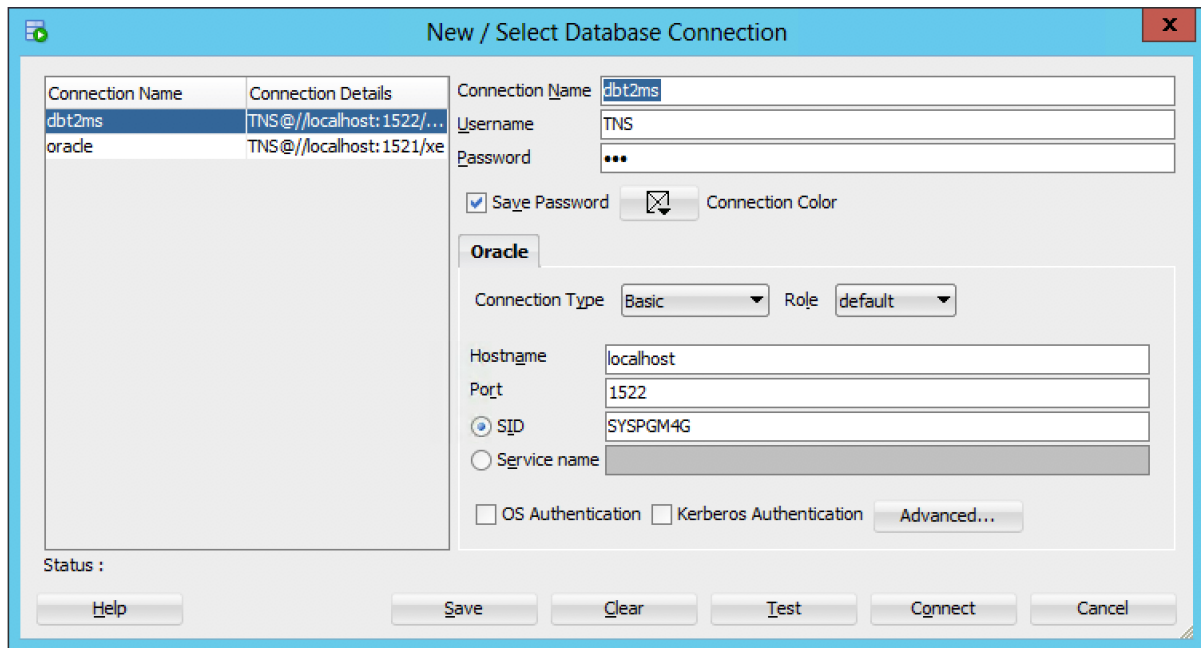 New / Select Database Connection
x
Connection Name Connection Details
dbt2ms TNS@//localhost:1522/...
oracle TNS@//localhost:1521/xe
Connection Name dbt2ms
Username TNS
Password •••
Save Password Connection Color
Oracle
Connection Type Basic Role default
Hostname localhost
Port 1522
SID SYSPGM4G
Service name
OS Authentication Kerberos Authentication Advanced...
Status :
Help Save Clear Test Connect Cancel